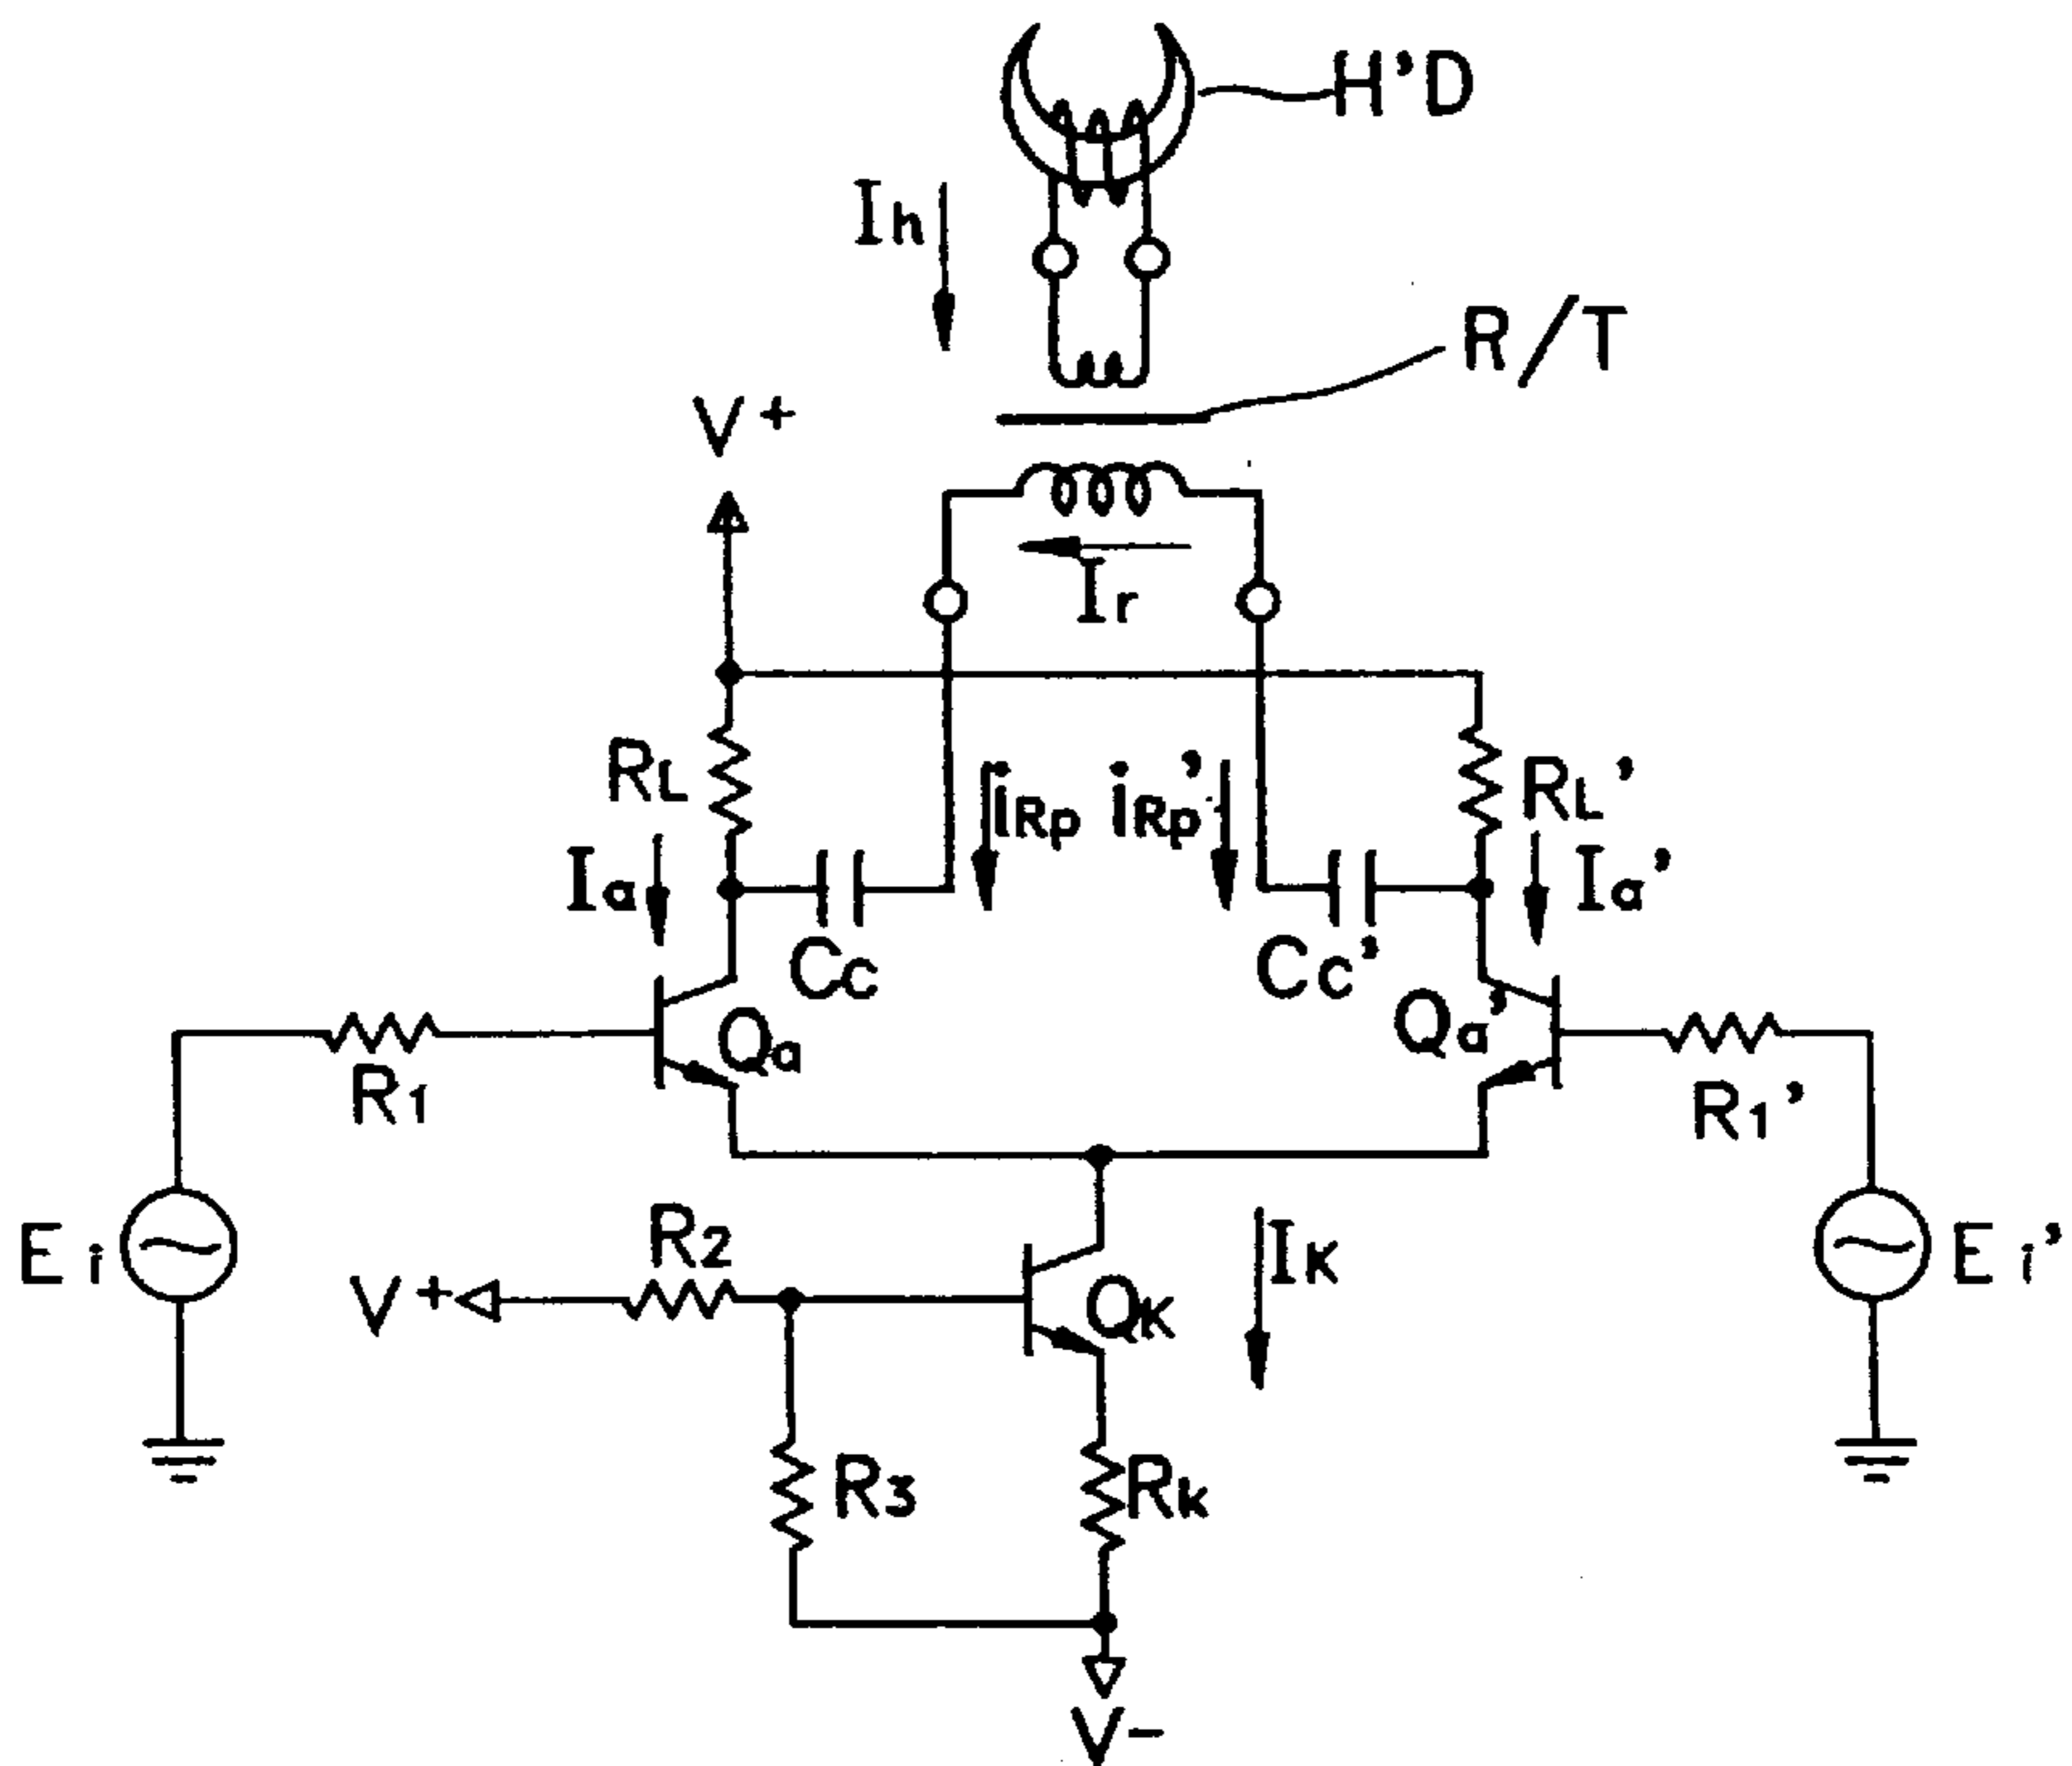 H'D
Ih
R/T
V+
Ir
RL
iRp
iRp'
RL'
Ia
Ia'
Cc
Cc'
Qa
Qa'
R1
R1'
Ei
R2
V+
QK
IK
Ei'
R3
Rk
V-